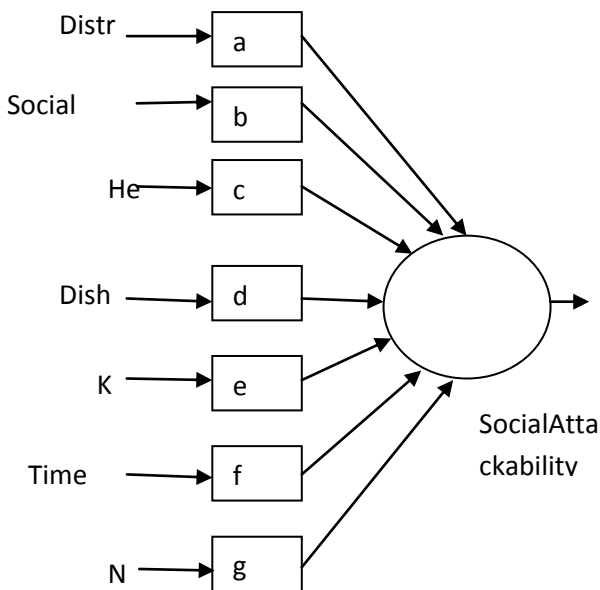 Distr
a
Social
b
He
c
Dish
d
K
e
SocialAtta
ckability
Time
f
N
g